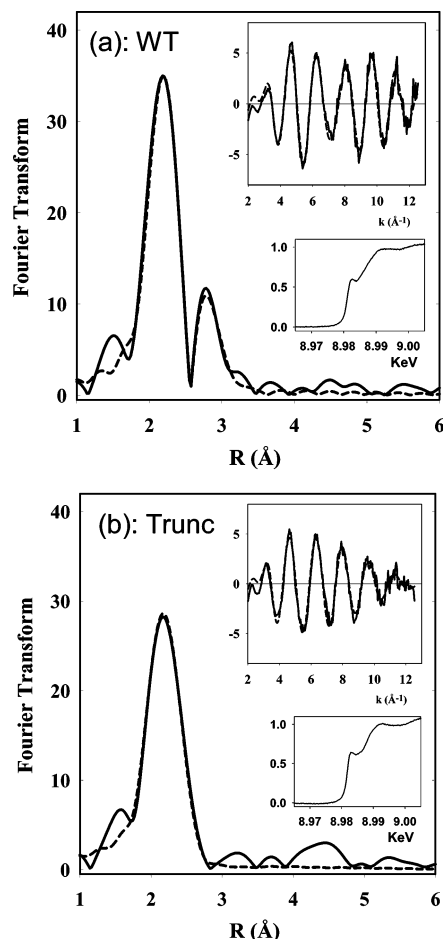 (a): WT
40
30
20
10
0
Fourier Transform
1 2 3 4 5 6
R (Å)
5
0
-5
2 4 6 8 10 12
k (Å-1)
1.0
0.5
0.0
8.97 8.98 8.99 9.00
KeV
(b): Trunc
40
30
20
10
0
Fourier Transform
1 2 3 4 5 6
R (Å)
5
0
-5
2 4 6 8 10 12
k (Å-1)
1.0
0.5
0.0
8.97 8.98 8.99 9.00
KeV